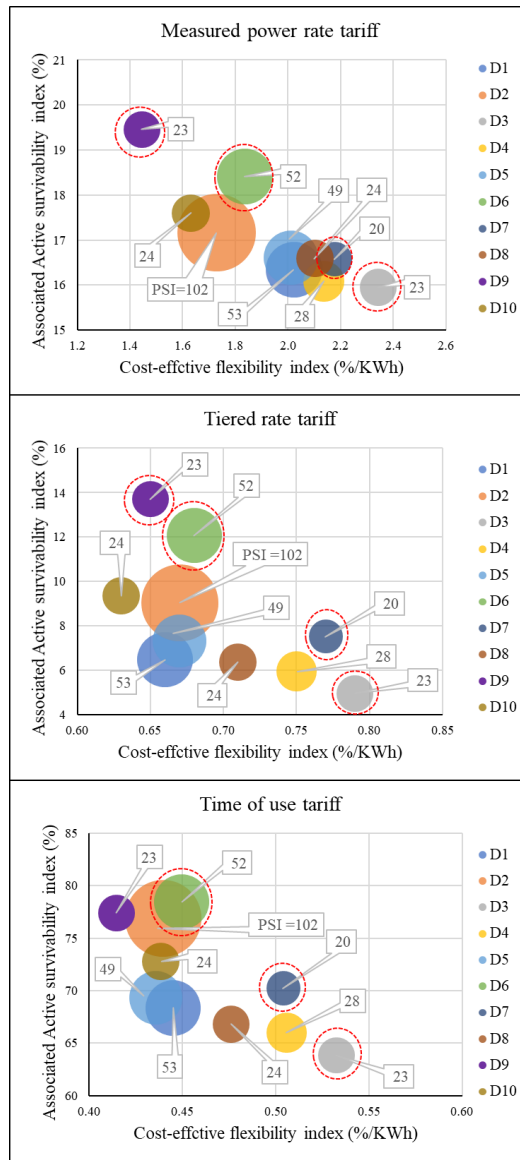 Measured power rate tariff
Associated Active survivability index (%)
21
20
19
18
17
16
15
23
52
49
24
20
24
PSI=102
53
28
23
1.2
1.4
1.6
1.8
2.0
2.2
2.4
2.6
Cost-effctive flexibility index (%/KWh)
D1
D2
D3
D4
D5
D6
D7
D8
D9
D10
Tiered rate tariff
Associated Active survivability index (%)
16
14
12
10
8
6
4
23
52
24
PSI =102
49
20
53
24
28
23
0.60
0.65
0.70
0.75
0.80
0.85
Cost-effctive flexibility index (%/KWh)
D1
D2
D3
D4
D5
D6
D7
D8
D9
D10
Time of use tariff
Associated Active survivability index (%)
85
80
75
70
65
60
23
52
PSI =102
24
20
49
28
53
24
23
0.40
0.45
0.50
0.55
0.60
Cost-effctive flexibility index (%/KWh)
D1
D2
D3
D4
D5
D6
D7
D8
D9
D10